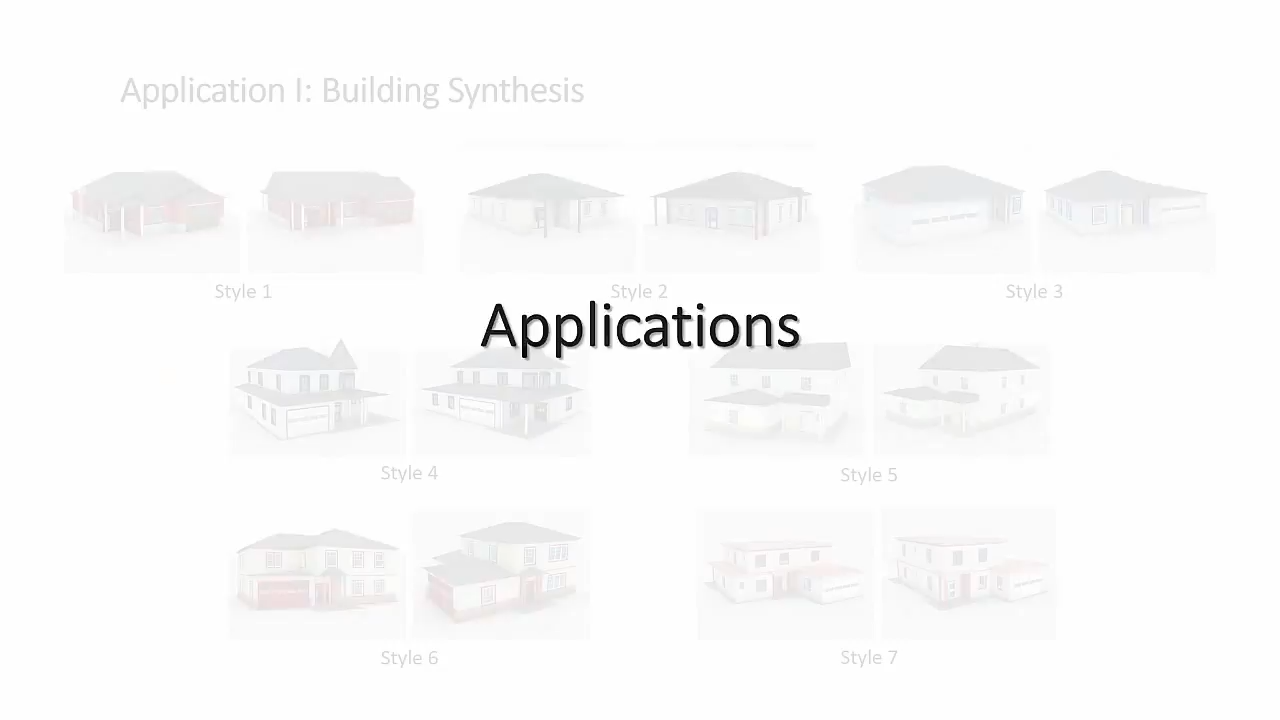 Application I: Building Synthesis
Style 1
Style 2
Style 3
Applications
Style 4
Style 5
Style 6
Style 7